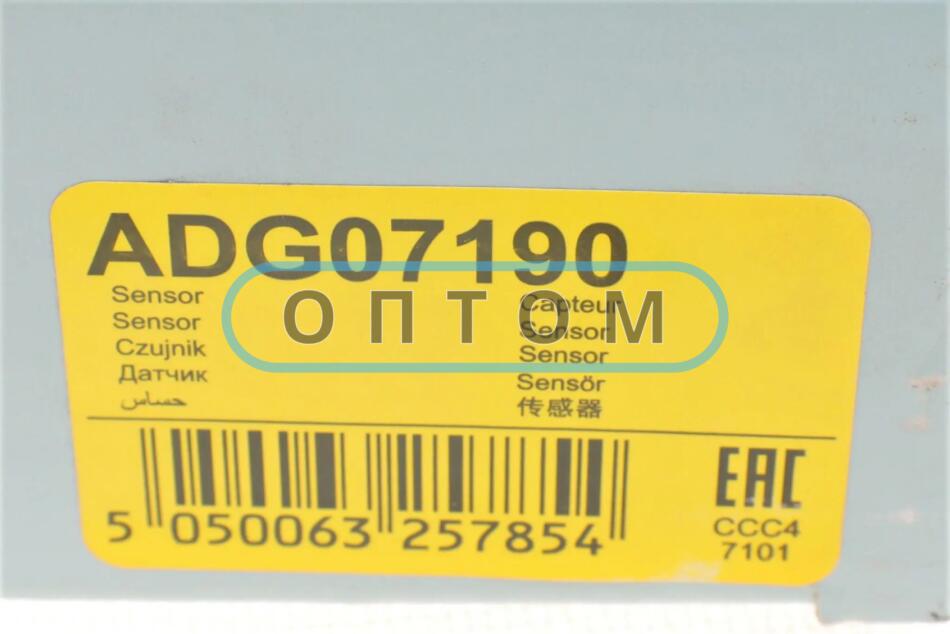 ADG07190
Sensor
Sensor
Czujnik
Датчик
حساس
Capteur
Sensor
Sensor
Sensör
传感器
ОПТОМ
5 050063 257854
EAC
CCC4
7101